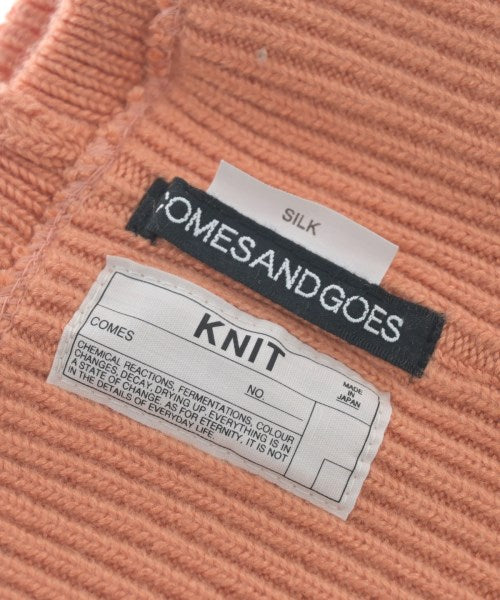 SILK
COMESANDGOES
KNIT
COMES
NO.
MADE
IN
JAPAN
CHEMICAL REACTIONS, FERMENTATIONS, COLOUR
CHANGES, DECAY, DRYING UP. EVERYTHING IS IN
A STATE OF CHANGE. AS FOR ETERNITY, IT IS NOT
IN THE DETAILS OF EVERYDAY LIFE.